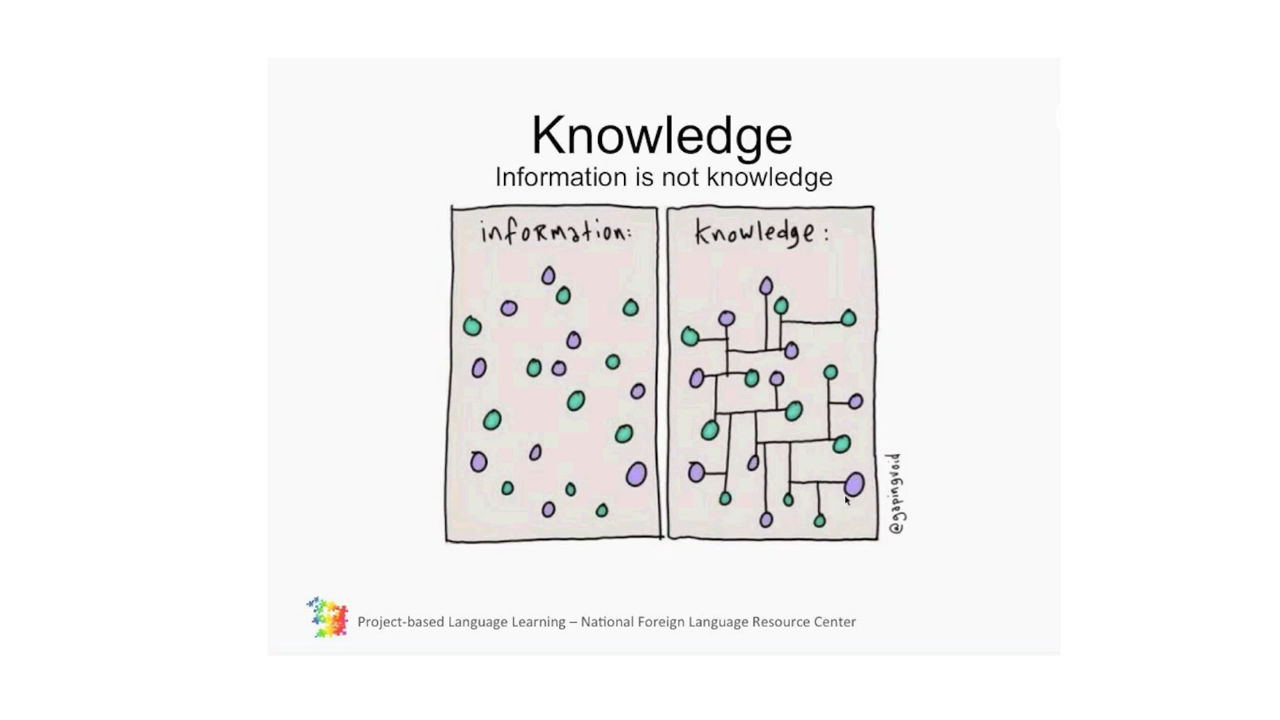 Knowledge
Information is not knowledge
information:
knowledge:
@gapingvoid
Project-based Language Learning – National Foreign Language Resource Center